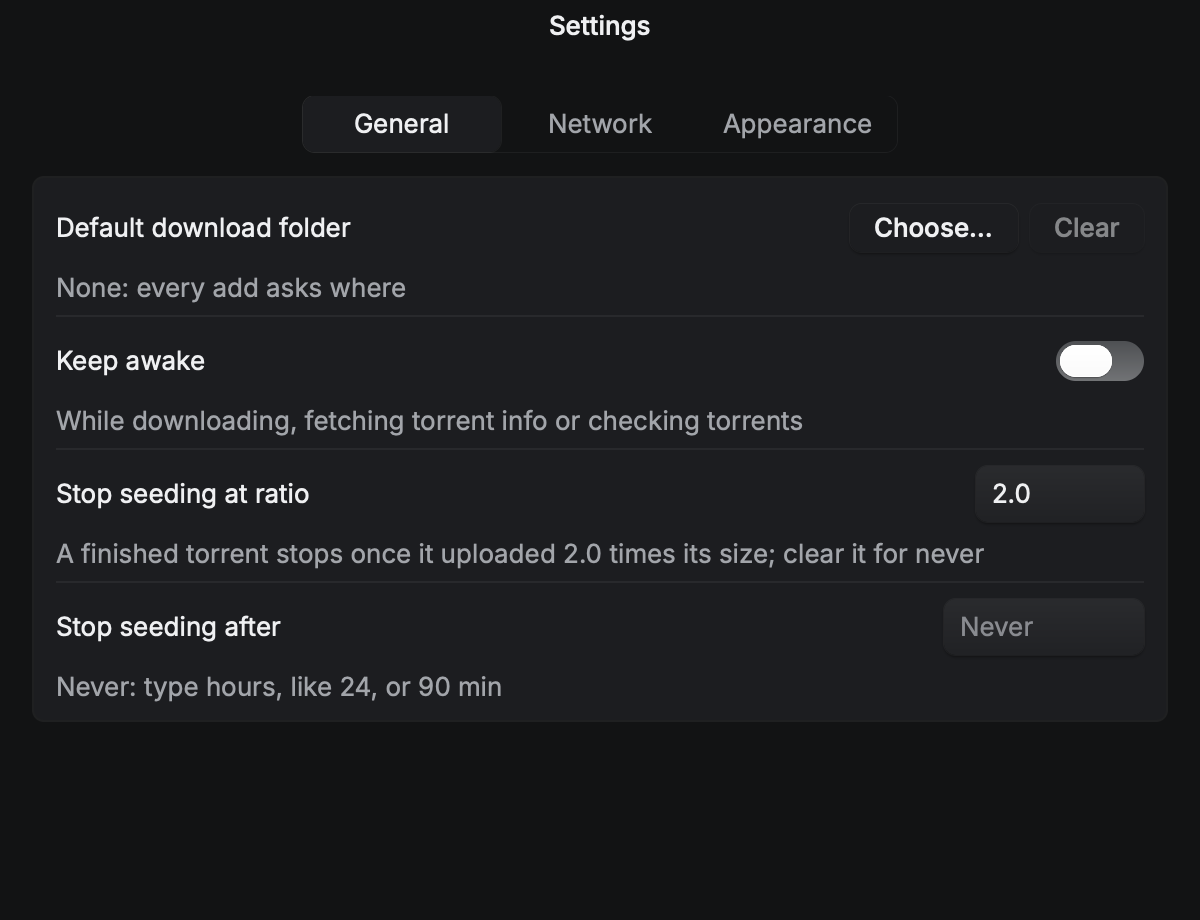 Settings
General Network Appearance
Default download folder Choose... Clear
None: every add asks where
Keep awake
While downloading, fetching torrent info or checking torrents
Stop seeding at ratio 2.0
A finished torrent stops once it uploaded 2.0 times its size; clear it for never
Stop seeding after Never
Never: type hours, like 24, or 90 min